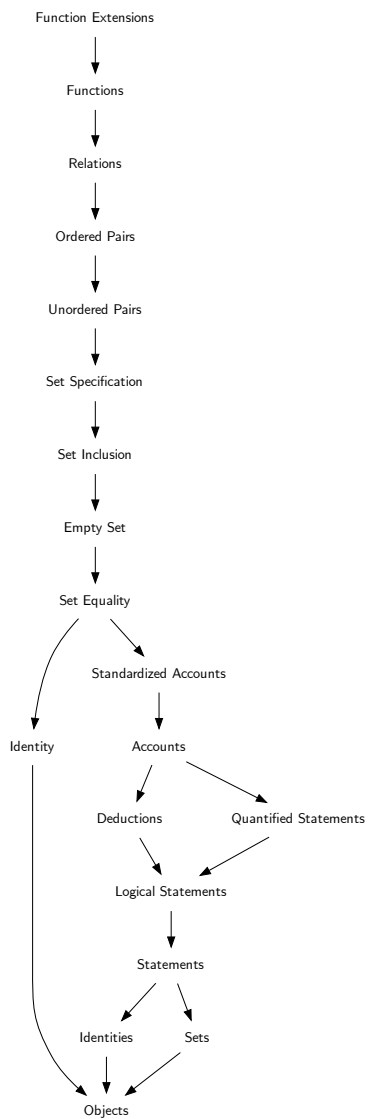 Function Extensions
Functions
Relations
Ordered Pairs
Unordered Pairs
Set Specification
Set Inclusion
Empty Set
Set Equality
Standardized Accounts
Identity
Accounts
Deductions
Quantified Statements
Logical Statements
Statements
Identities
Sets
Objects